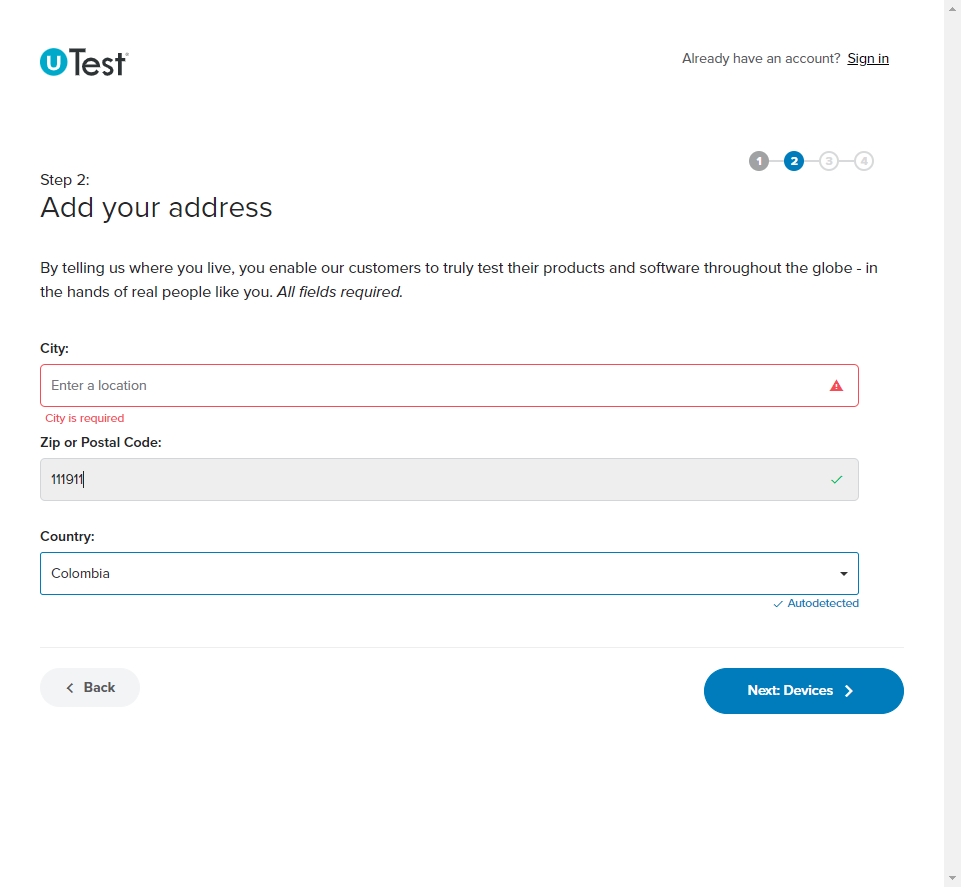 uTest
Already have an account? Sign in
1 2 3 4
Step 2:
Add your address
By telling us where you live, you enable our customers to truly test their products and software throughout the globe - in
the hands of real people like you. All fields required.
City:
Enter a location
City is required
Zip or Postal Code:
111911
Country:
Colombia
Autodetected
Back
Next: Devices